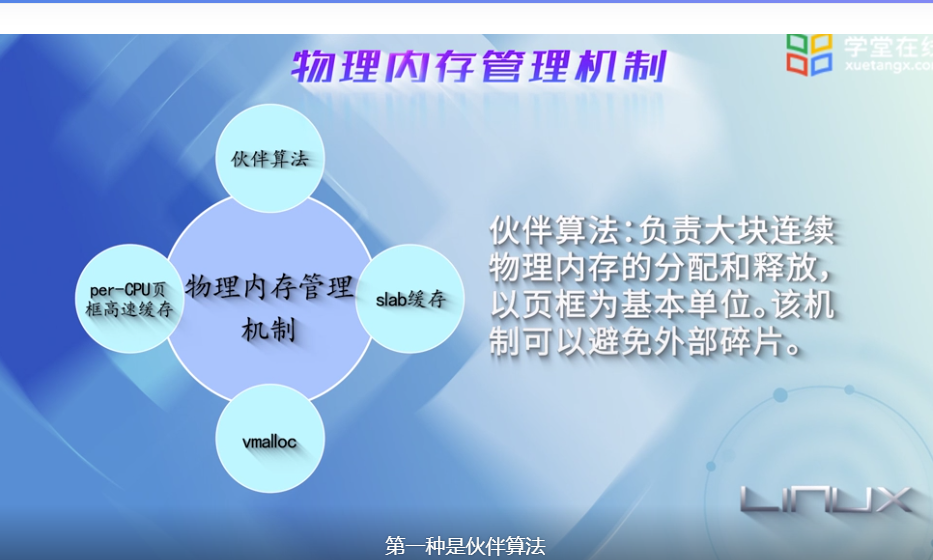 物理内存管理机制
学堂在线
xuetangx.com
伙伴算法
per-CPU页
框高速缓存
物理内存管理
机制
slab缓存
vmalloc
伙伴算法：负责大块连续
物理内存的分配和释放，
以页框为基本单位。该机
制可以避免外部碎片。
LINUX
第一种是伙伴算法